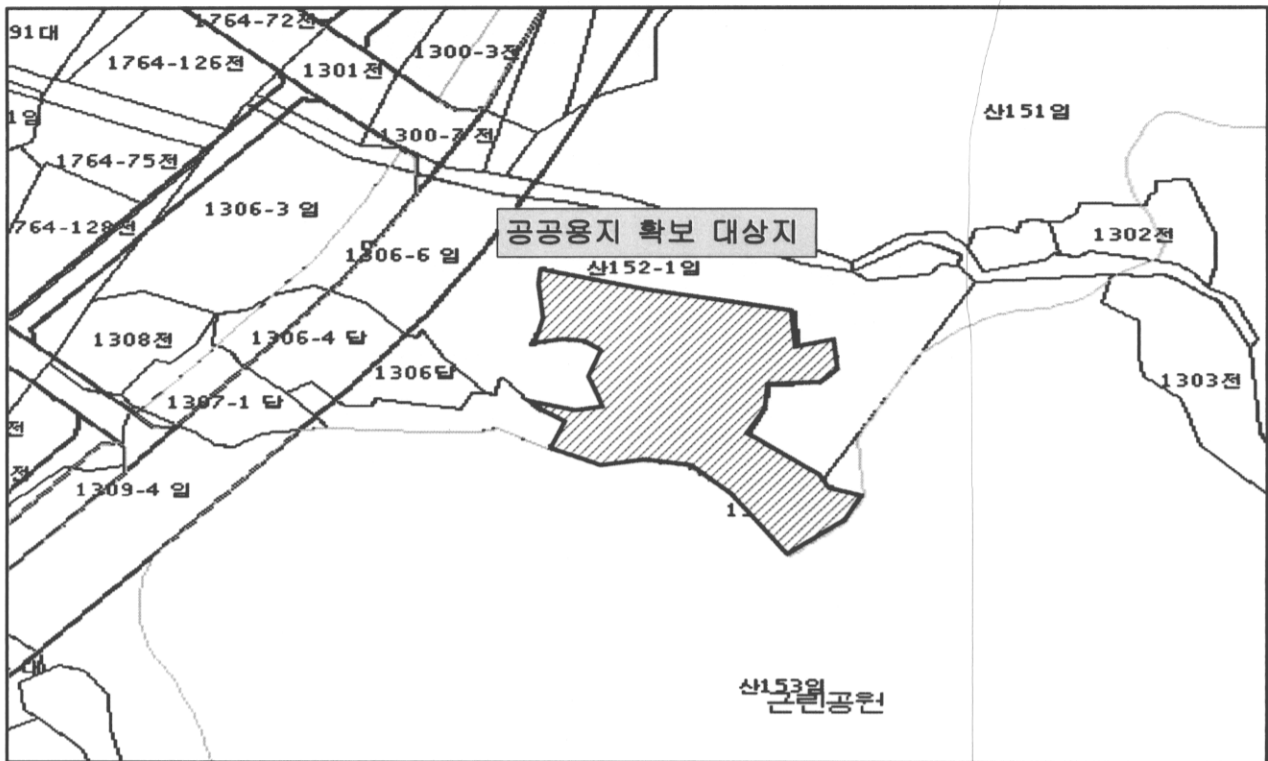 1764-72전
91대
1300-3전
1764-126전
1301전
산151임
1임
1300-7 전
1764-75전
1306-3 임
764-128전
공공용지 확보 대상지
1302전
1306-6 임
산152-1임
1308전
1306-4 답
1306답
1303전
1307-1 답
전
전
1309-4 임
대
산153임
근린공원